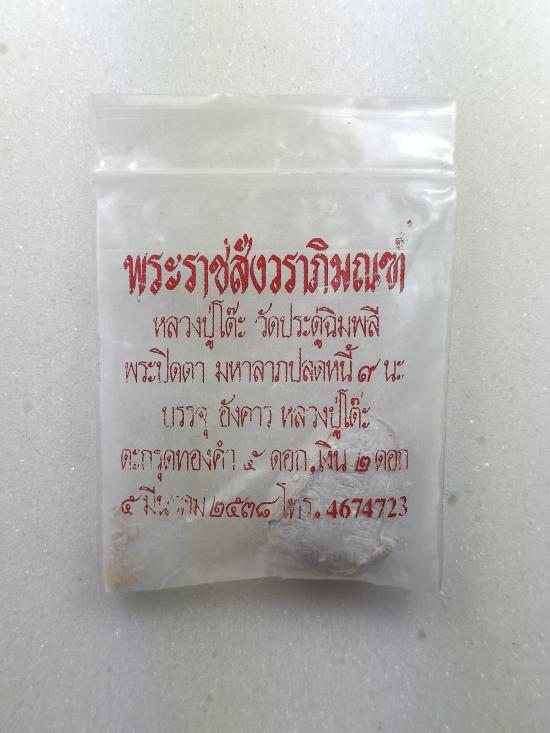 พระราชสังวราภิมณฑ์
หลวงปู่โต๊ะ วัดประดู่ฉิมพลี
พระปิดตา มหาลาภปลดหนี้ ๙ นะ
บรรจุ อังคาร หลวงปู่โต๊ะ
ตะกรุดทองคำ ๕ ดอก,เงิน ๒ ดอก
๕ มีนาคม ๒๕๓๘ โทร. 4674723